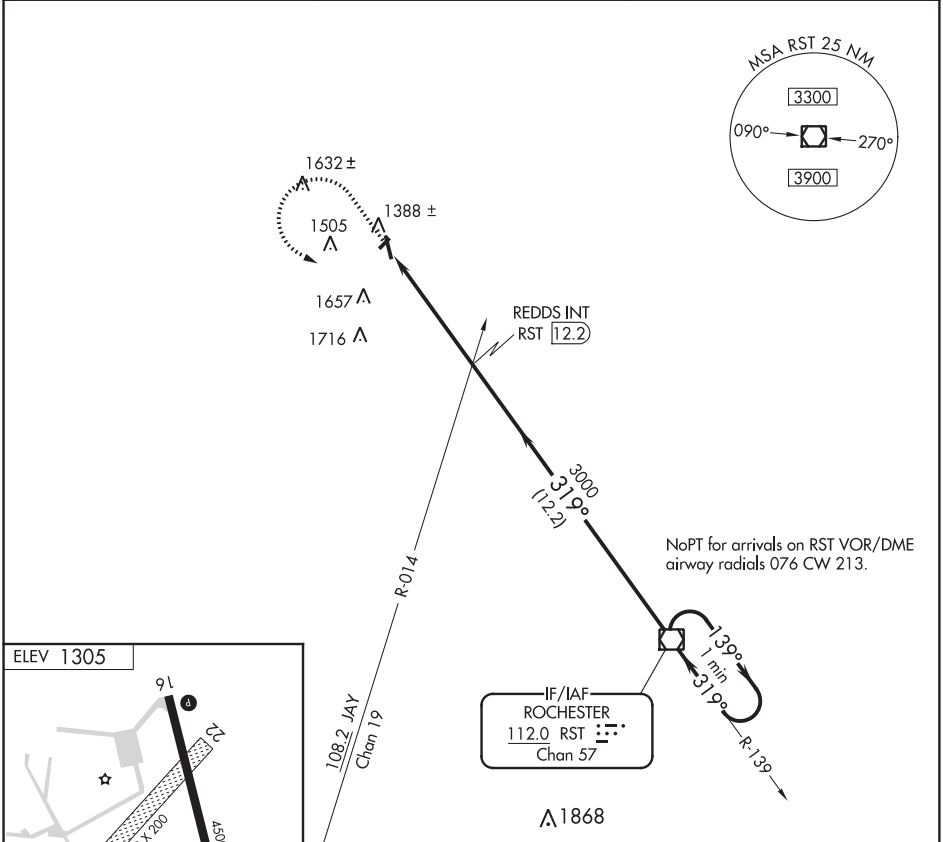 MSA RST 25 NM
3300
090°
270°
3900
1632 ±
1388 ±
1505
1657
1716
REDDS INT
RST 12.2
3000
319°
(12.2)
NoPT for arrivals on RST VOR/DME
airway radials 076 CW 213.
R-014
139°
1 min
319°
R-139
IF/IAF
ROCHESTER
112.0 RST
Chan 57
108.2 JAY
Chan 19
1868
ELEV 1305
16
P
22
X 200